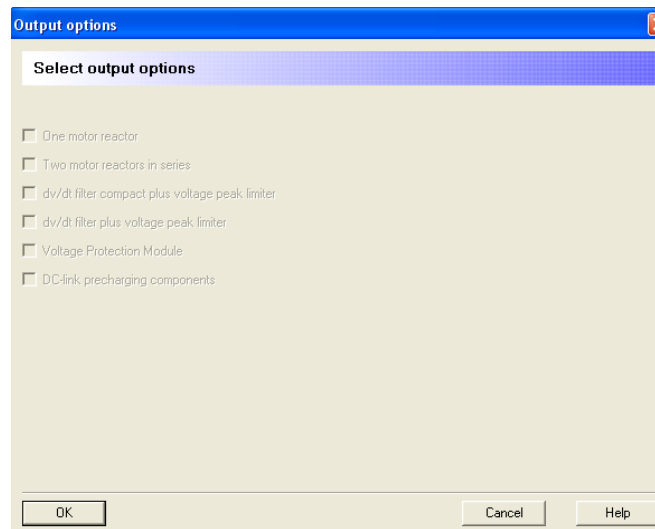 Output options
Select output options
One motor reactor
Two motor reactors in series
dv/dt filter compact plus voltage peak limiter
dv/dt filter plus voltage peak limiter
Voltage Protection Module
DC-link precharging components
OK
Cancel
Help